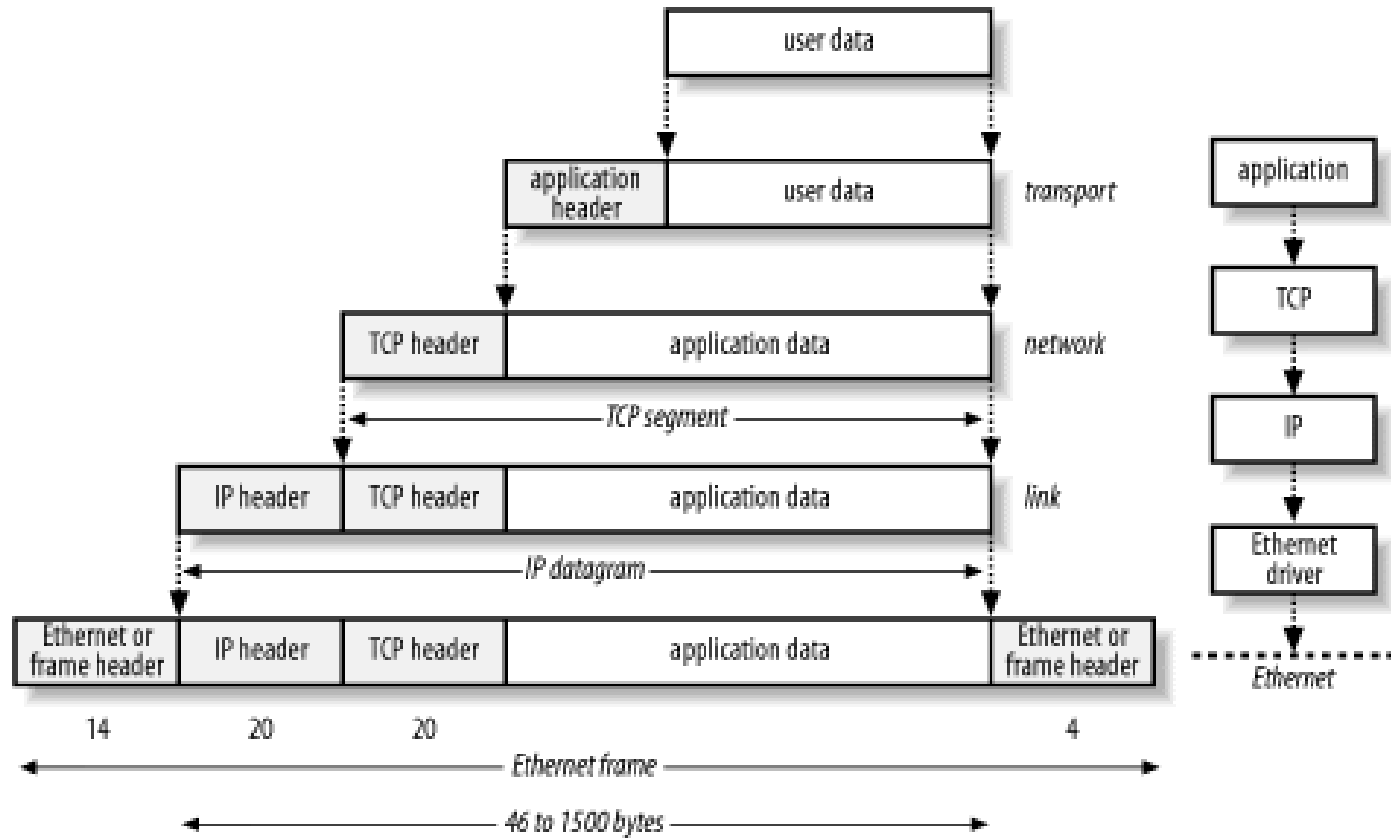 user data
application
header
user data
transport
TCP header
application data
network
TCP segment
IP header
TCP header
application data
link
IP datagram
Ethernet or
frame header
IP header
TCP header
application data
Ethernet or
frame header
14
20
20
4
Ethernet frame
46 to 1500 bytes
application
TCP
IP
Ethernet
driver
Ethernet